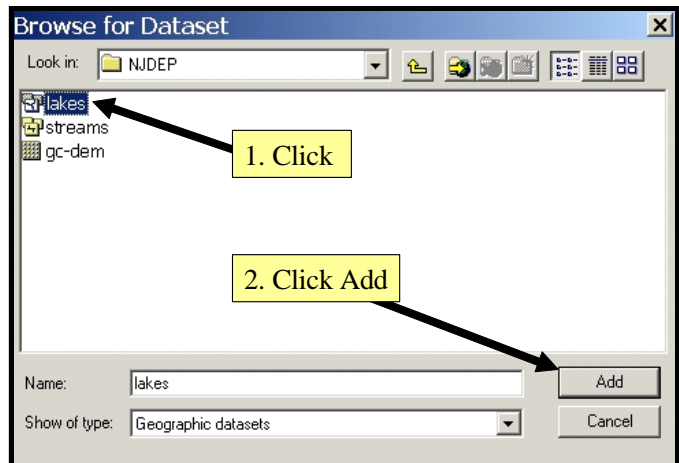 Browse for Dataset
Look in: NJDEP
lakes
streams
gc-dem
1. Click
2. Click Add
Name: lakes Add
Show of type: Geographic datasets Cancel